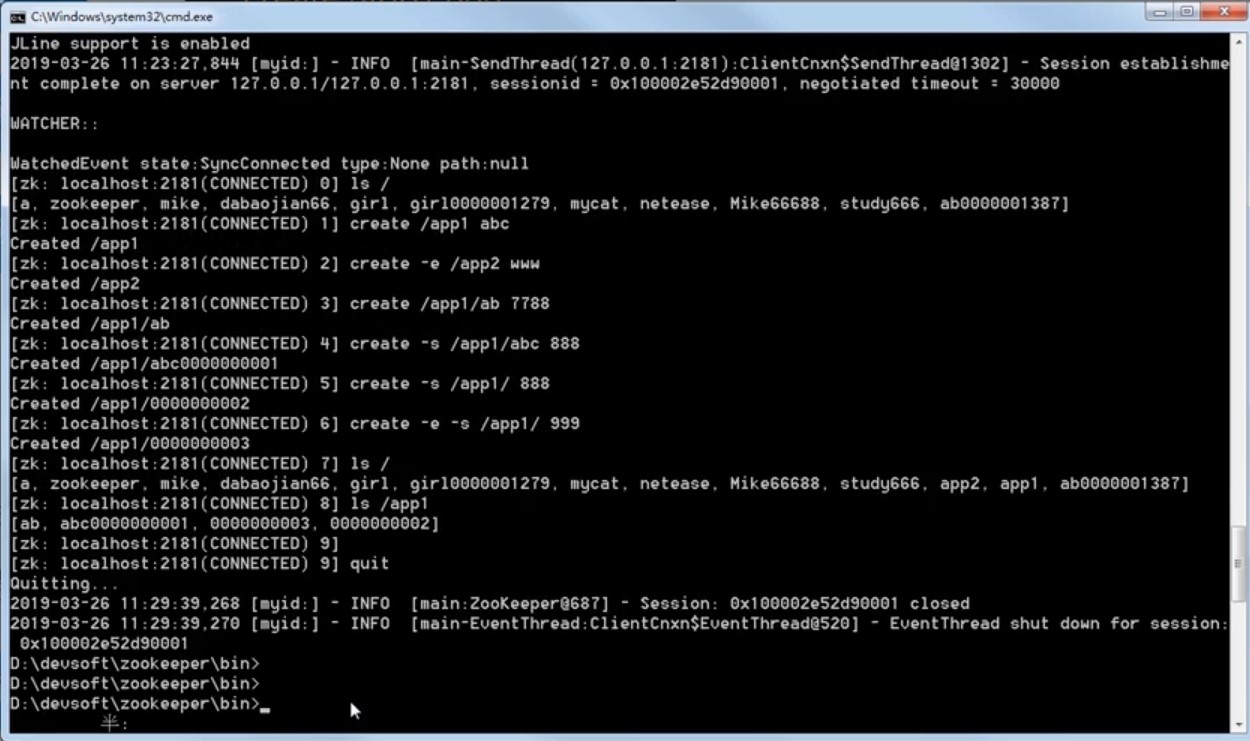 C:\Windows\system32\cmd.exe
JLine support is enabled
2019-03-26 11:23:27,844 [myid:] - INFO  [main-SendThread(127.0.0.1:2181):ClientCnxn$SendThread@1302] - Session establishme
nt complete on server 127.0.0.1/127.0.0.1:2181, sessionid = 0x100002e52d90001, negotiated timeout = 30000
WATCHER::
WatchedEvent state:SyncConnected type:None path:null
[zk: localhost:2181(CONNECTED) 0] ls /
[a, zookeeper, mike, dabaojian66, girl, girl0000001279, mycat, netease, Mike66688, study666, ab0000001387]
[zk: localhost:2181(CONNECTED) 1] create /app1 abc
Created /app1
[zk: localhost:2181(CONNECTED) 2] create -e /app2 www
Created /app2
[zk: localhost:2181(CONNECTED) 3] create /app1/ab 7788
Created /app1/ab
[zk: localhost:2181(CONNECTED) 4] create -s /app1/abc 888
Created /app1/abc0000000001
[zk: localhost:2181(CONNECTED) 5] create -s /app1/ 888
Created /app1/0000000002
[zk: localhost:2181(CONNECTED) 6] create -e -s /app1/ 999
Created /app1/0000000003
[zk: localhost:2181(CONNECTED) 7] ls /
[a, zookeeper, mike, dabaojian66, girl, girl0000001279, mycat, netease, Mike66688, study666, app2, app1, ab0000001387]
[zk: localhost:2181(CONNECTED) 8] ls /app1
[ab, abc0000000001, 0000000003, 0000000002]
[zk: localhost:2181(CONNECTED) 9]
[zk: localhost:2181(CONNECTED) 9] quit
Quitting...
2019-03-26 11:29:39,268 [myid:] - INFO  [main:ZooKeeper@687] - Session: 0x100002e52d90001 closed
2019-03-26 11:29:39,270 [myid:] - INFO  [main-EventThread:ClientCnxn$EventThread@520] - EventThread shut down for session:
0x100002e52d90001
D:\devsoft\zookeeper\bin>
D:\devsoft\zookeeper\bin>
D:\devsoft\zookeeper\bin>_
半: